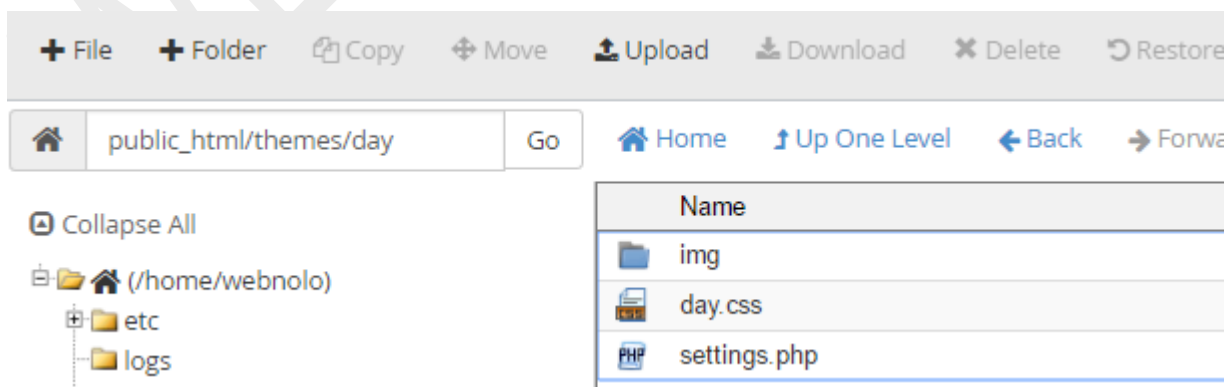 File Folder Copy Move Upload Download Delete Restore
public_html/themes/day Go Home Up One Level Back Forwa
Collapse All
Name
(/home/webnolo)
img
etc
day.css
logs
settings.php